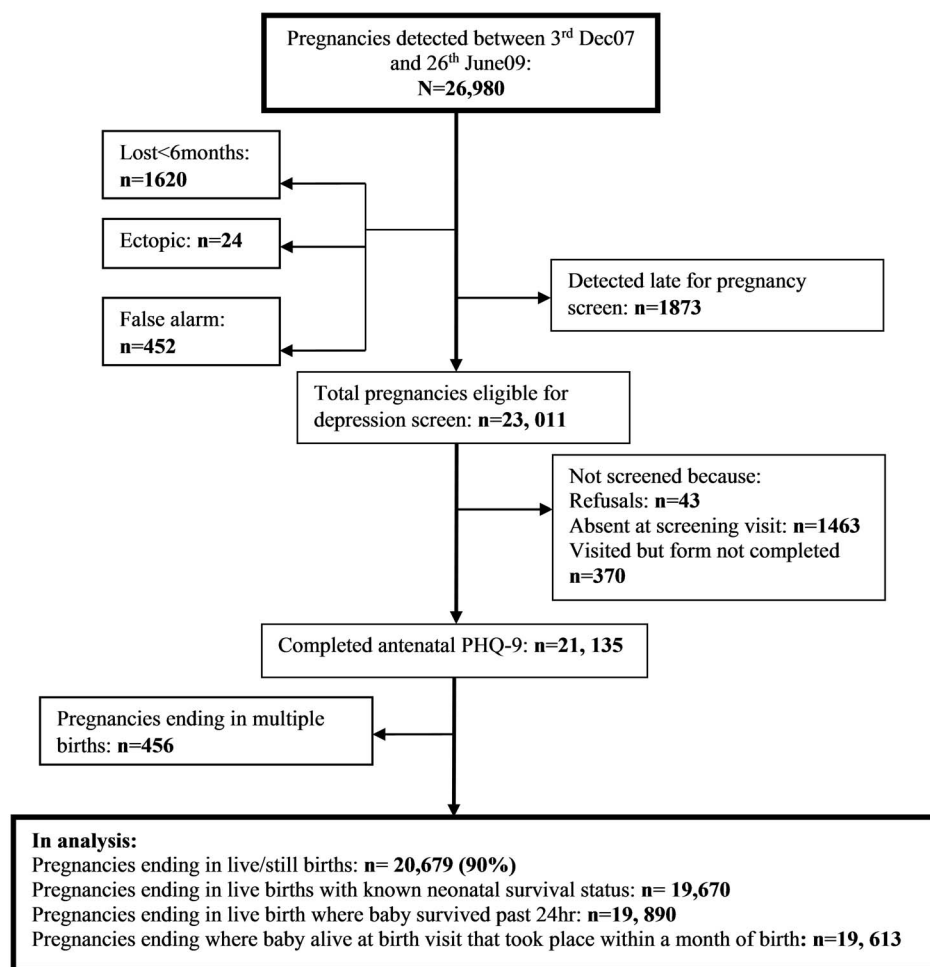 Pregnancies detected between 3rd Dec07
and 26th June09:
N=26,980
Lost<6months:
n=1620
Ectopic: n=24
False alarm:
n=452
Detected late for pregnancy
screen: n=1873
Total pregnancies eligible for
depression screen: n=23, 011
Not screened because:
Refusals: n=43
Absent at screening visit: n=1463
Visited but form not completed
n=370
Completed antenatal PHQ-9: n=21, 135
Pregnancies ending in multiple
births: n=456
In analysis:
Pregnancies ending in live/still births: n= 20,679 (90%)
Pregnancies ending in live births with known neonatal survival status: n= 19,670
Pregnancies ending in live birth where baby survived past 24hr: n=19, 890
Pregnancies ending where baby alive at birth visit that took place within a month of birth: n=19, 613